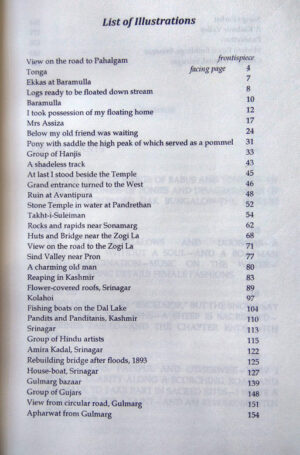 List of Illustrations
View on the road to Pahalgam frontispiece
Tonga facing page 4
Ekkas at Baramulla 7
Logs ready to be floated down stream 8
Baramulla 10
I took possession of my floating home 12
Mrs Assiza 17
Below my old friend was waiting 24
Pony with saddle the high peak of which served as a pommel 31
Group of Hanjis 33
A shadeless track 43
At last I stood beside the Temple 45
Grand entrance turned to the West 46
Ruin at Avantipura 48
Stone Temple in water at Pandrethan 52
Takht-i-Suleiman 54
Rocks and rapids near Sonamarg 62
Huts and Bridge near the Zogi La 68
View on the road to the Zogi La 71
Sind Valley near Pron 77
A charming old man 80
Reaping in Kashmir 83
Flower-covered roofs, Srinagar 89
Kolahoi 97
Fishing boats on the Dal Lake 104
Pandits and Panditanis, Kashmir 110
Srinagar 113
Group of Hindu artists 115
Amira Kadal, Srinagar 122
Rebuilding bridge after floods, 1893 125
House-boat, Srinagar 127
Gulmarg bazaar 139
Group of Gujars 148
View from circular road, Gulmarg 151
Apharwat from Gulmarg 154